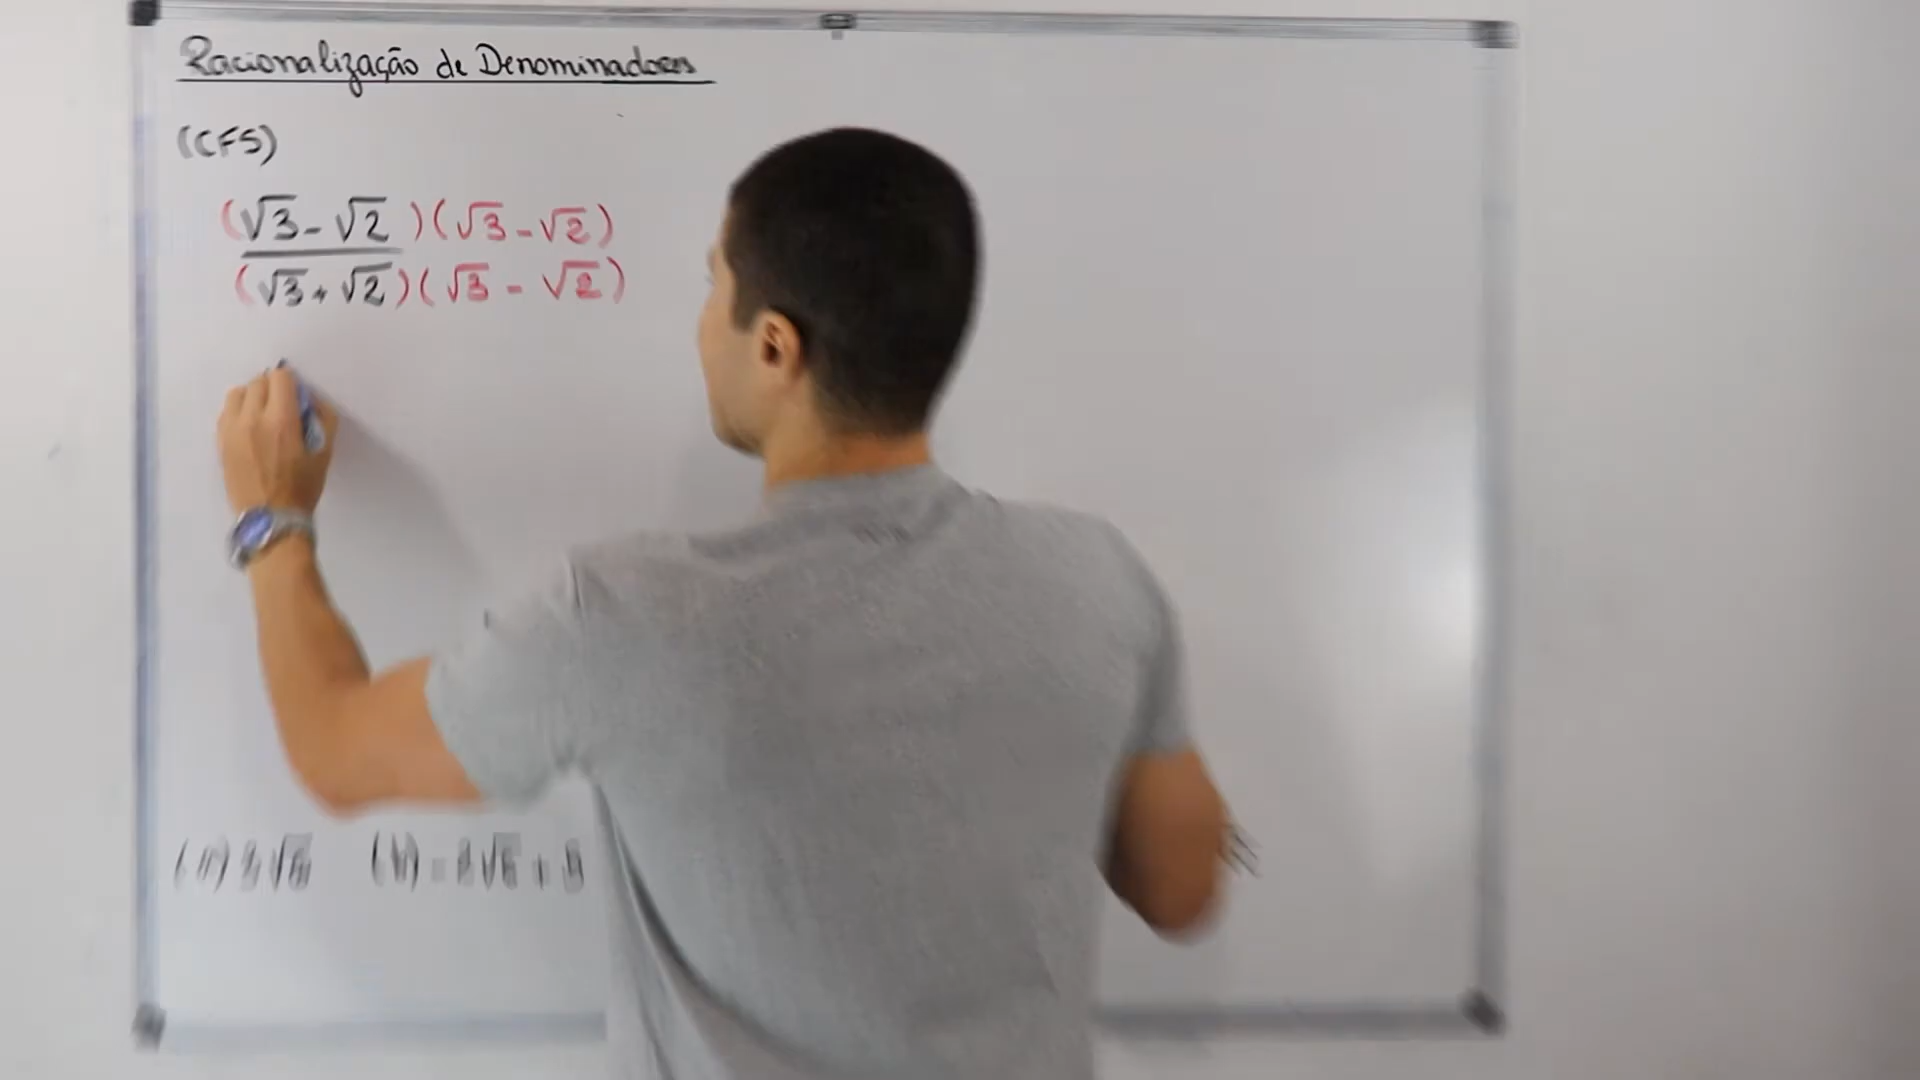 Racionalização de Denominadores
(CFS)
(√3 - √2)(√3 - √2)
(√3 + √2)(√3 - √2)